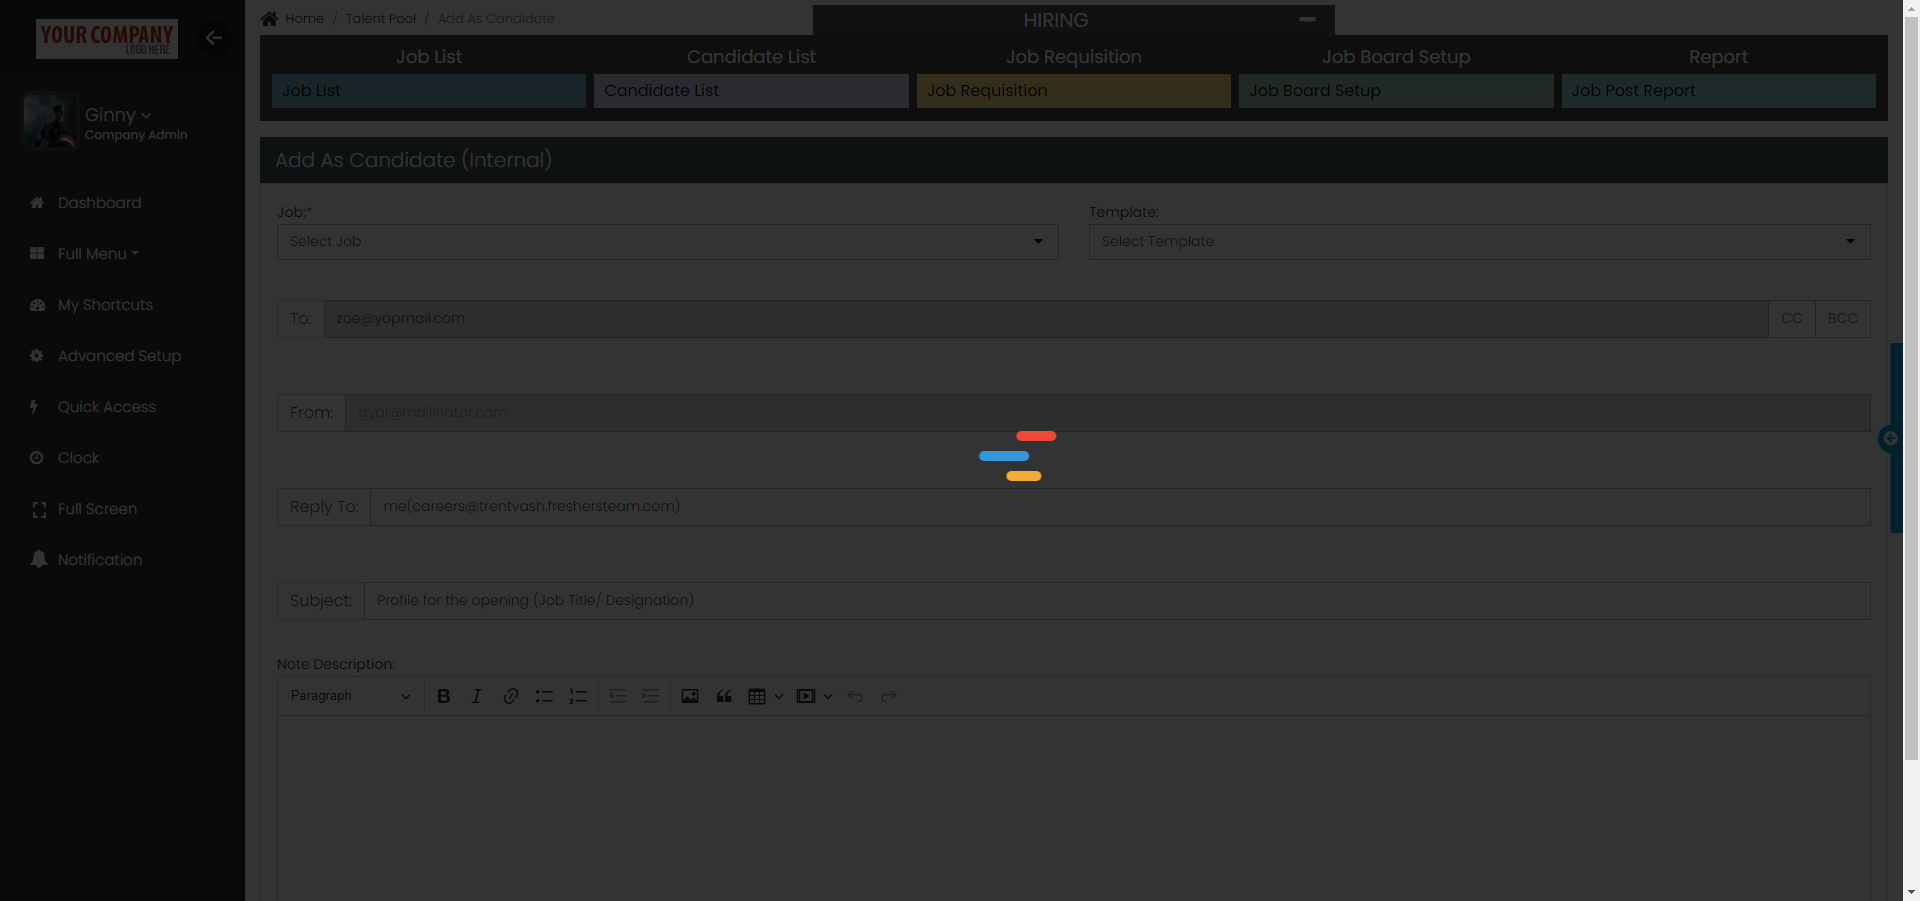 YOUR COMPANY
LOGO HERE
Home / Talent Pool / Add As Candidate
HIRING
Job List
Candidate List
Job Requisition
Job Board Setup
Report
Job List
Candidate List
Job Requisition
Job Board Setup
Job Post Report
Ginny
Company Admin
Dashboard
Full Menu
My Shortcuts
Advanced Setup
Quick Access
Clock
Full Screen
Notification
Add As Candidate (Internal)
Job:*
Template:
Select Job
Select Template
To: zoe@yopmail.com CC BCC
From: gyal@mailinator.com
Reply To: me(careers@trentvash.freshersteam.com)
Subject: Profile for the opening (Job Title/ Designation)
Note Description:
Paragraph